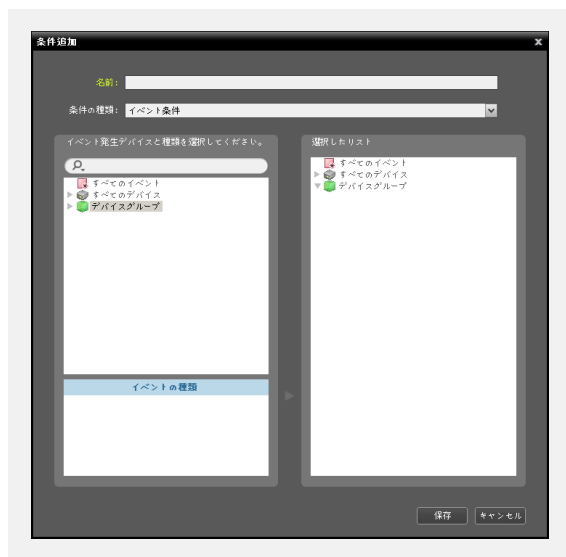 条件追加
名前:
条件の種類: イベント条件
イベント発生デバイスと種類を選択してください。
すべてのイベント
すべてのデバイス
デバイスグループ
イベントの種類
選択したリスト
すべてのイベント
すべてのデバイス
デバイスグループ
保存 キャンセル